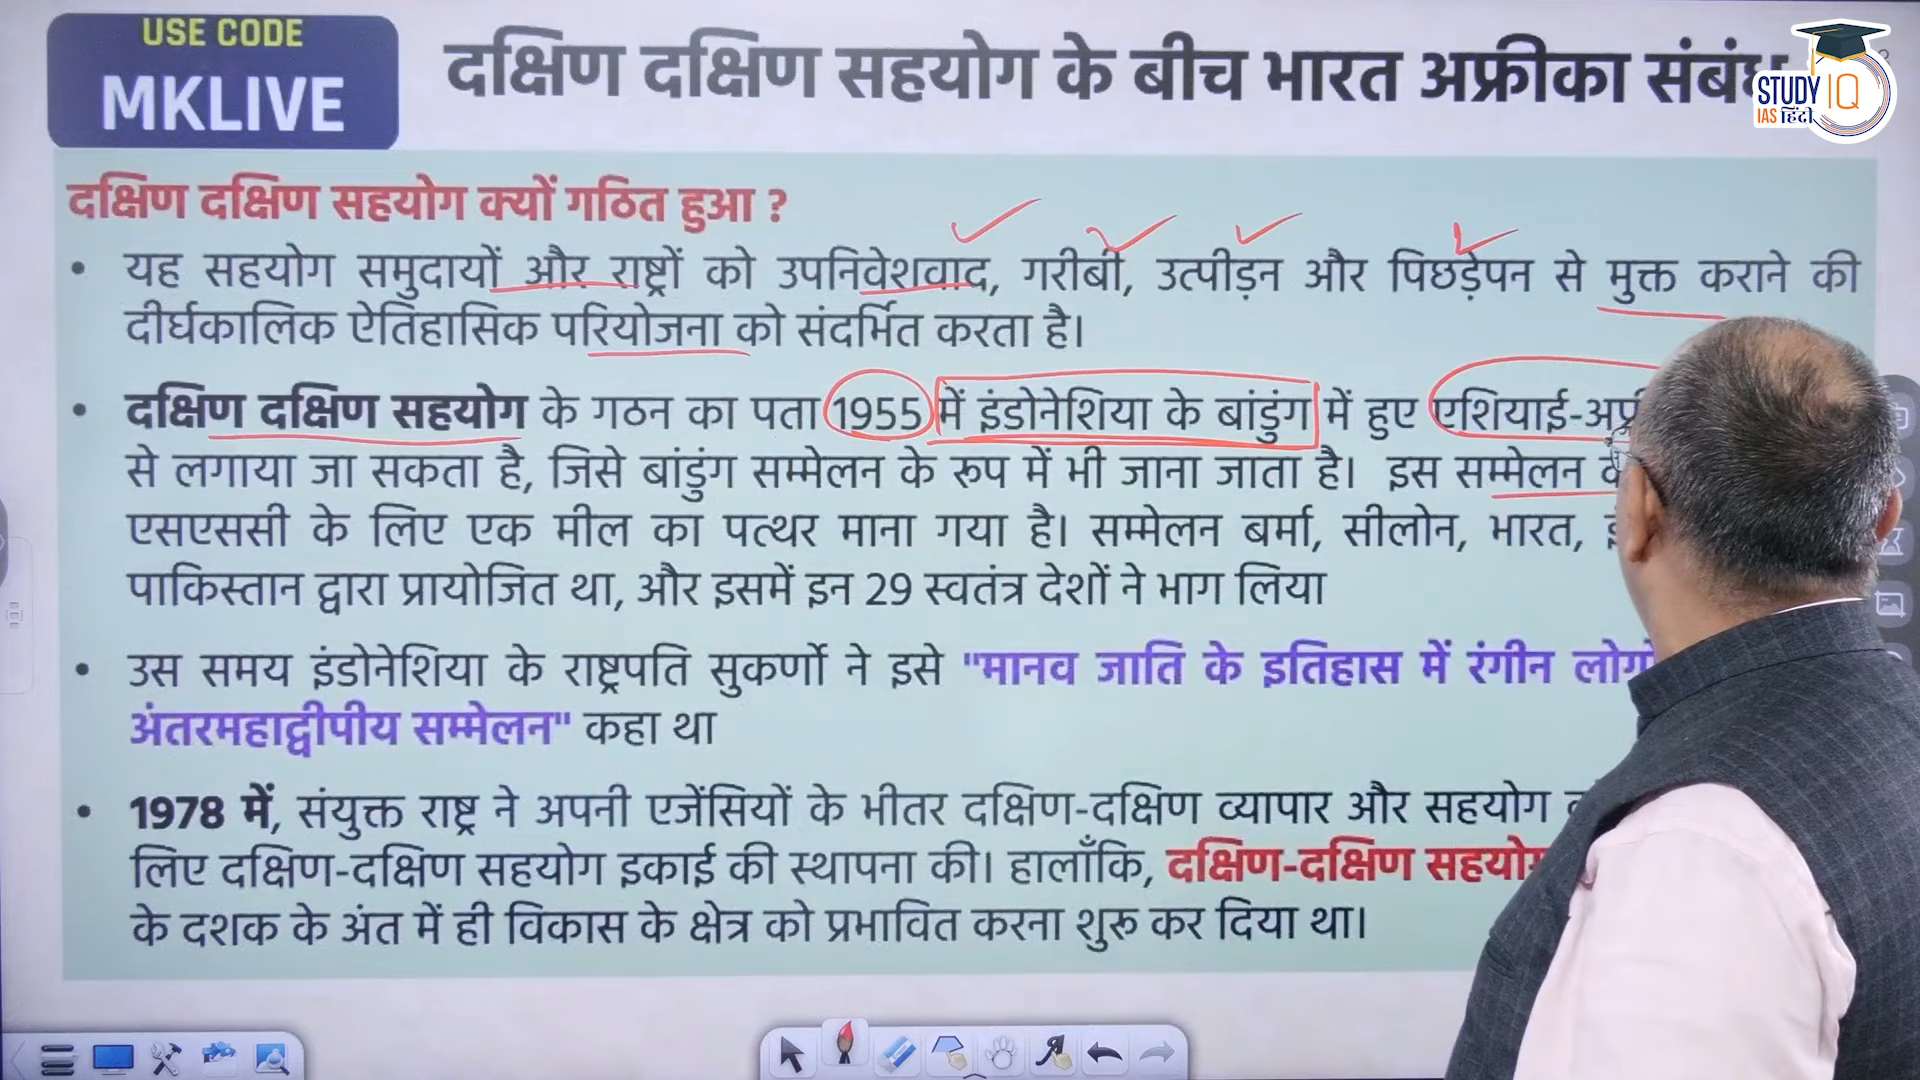 USE CODE
MKLIVE
दक्षिण दक्षिण सहयोग के बीच भारत अफ्रीका संबंध
STUDY IQ
IAS हिंदी
दक्षिण दक्षिण सहयोग क्यों गठित हुआ ?
• यह सहयोग समुदायों और राष्ट्रों को उपनिवेशवाद, गरीबी, उत्पीड़न और पिछड़ेपन से मुक्त कराने की
दीर्घकालिक ऐतिहासिक परियोजना को संदर्भित करता है।
• दक्षिण दक्षिण सहयोग के गठन का पता 1955 में इंडोनेशिया के बांडुंग में हुए
से लगाया जा सकता है, जिसे बांडुंग सम्मेलन के रूप में भी जाना जाता है। इस सम्मेलन
एसएससी के लिए एक मील का पत्थर माना गया है। सम्मेलन बर्मा, सीलोन, भारत,
पाकिस्तान द्वारा प्रायोजित था, और इसमें इन 29 स्वतंत्र देशों ने भाग लिया
• उस समय इंडोनेशिया के राष्ट्रपति सुकर्णो ने इसे "मानव जाति के इतिहास में रंगीन
अंतरमहाद्वीपीय सम्मेलन" कहा था
• 1978 में, संयुक्त राष्ट्र ने अपनी एजेंसियों के भीतर दक्षिण-दक्षिण व्यापार और सहयोग
लिए दक्षिण-दक्षिण सहयोग इकाई की स्थापना की। हालाँकि, दक्षिण-दक्षिण सहयोग
के दशक के अंत में ही विकास के क्षेत्र को प्रभावित करना शुरू कर दिया था।